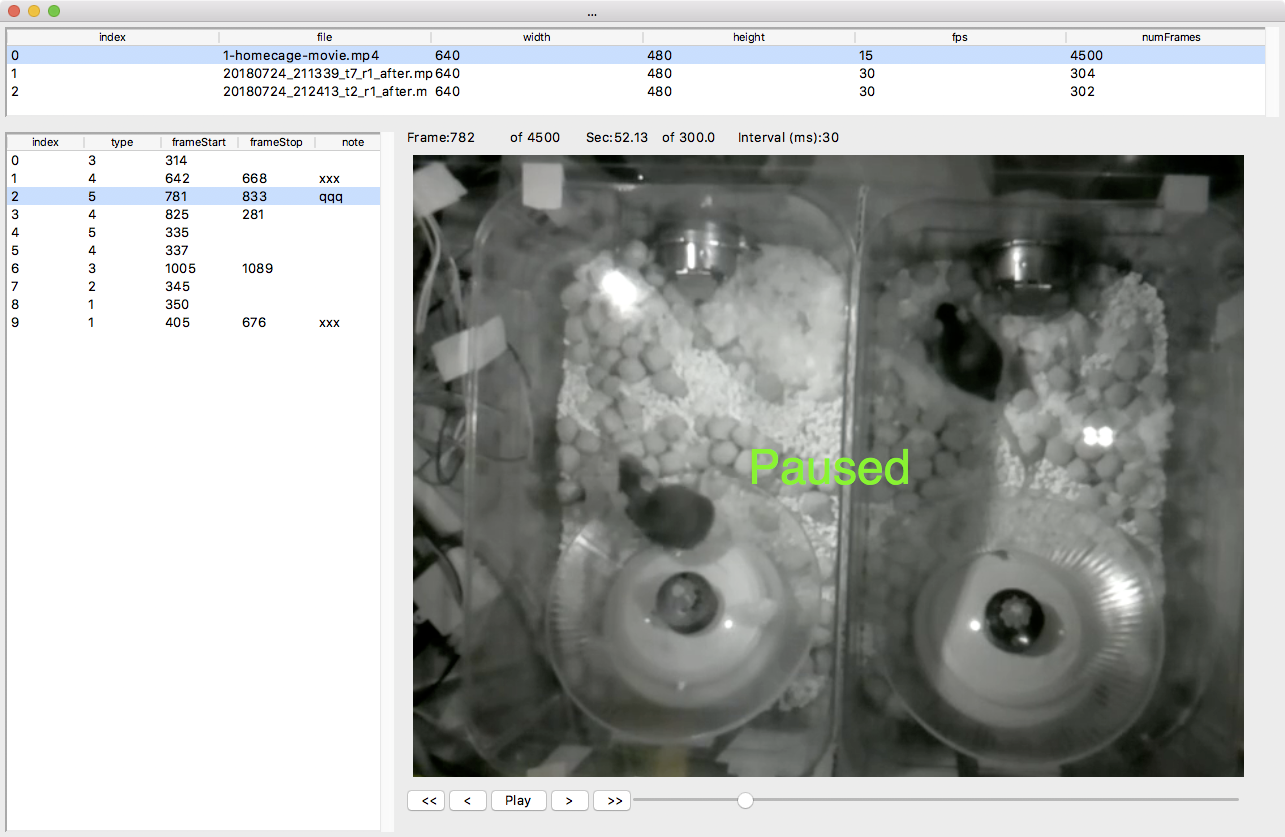 ...
index file width height fps numFrames
0 1-homecage-movie.mp4 640 480 15 4500
1 20180724_211339_t7_r1_after.mp 640 480 30 304
2 20180724_212413_t2_r1_after.m 640 480 30 302
index type frameStart frameStop note
0 3 314
1 4 642 668 xxx
2 5 781 833 qqq
3 4 825 281
4 5 335
5 4 337
6 3 1005 1089
7 2 345
8 1 350
9 1 405 676 xxx
Frame:782 of 4500 Sec:52.13 of 300.0 Interval (ms):30
Paused
<< < Play > >>